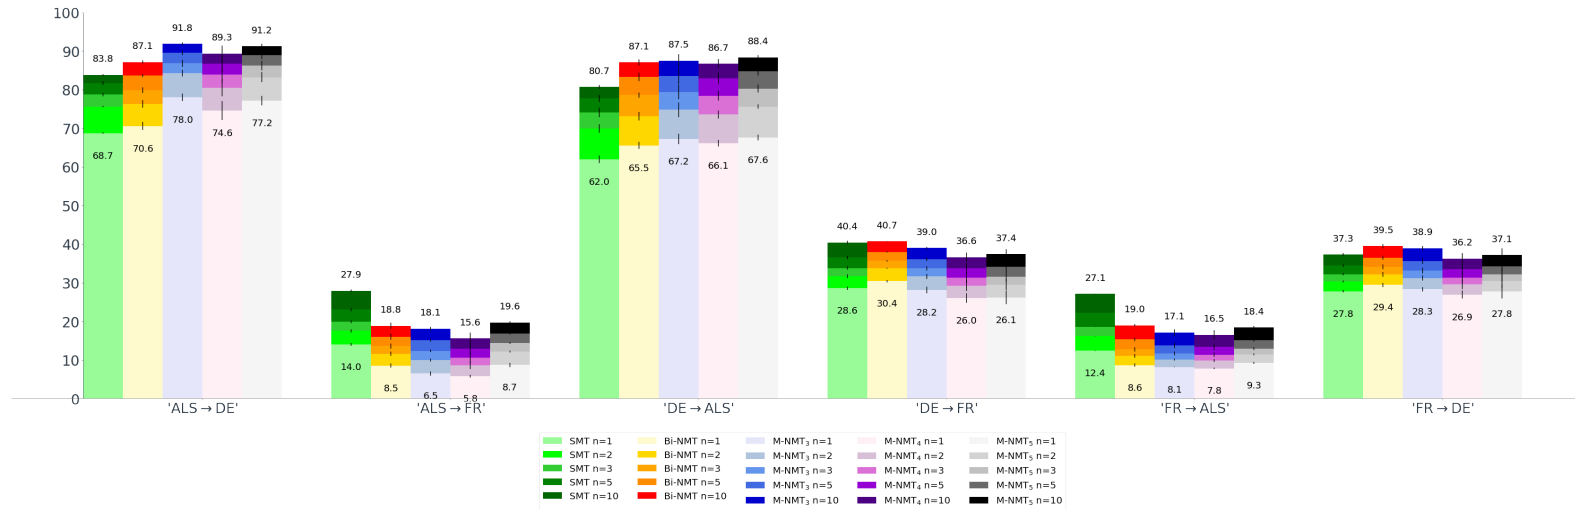 100
90
80
70
60
50
40
30
20
10
0
83.8 87.1 91.8 89.3 91.2
68.7 70.6 78.0 74.6 77.2
27.9 18.8 18.1 15.6 19.6
14.0 8.5 6.5 5.8 8.7
80.7 87.1 87.5 86.7 88.4
62.0 65.5 67.2 66.1 67.6
40.4 40.7 39.0 36.6 37.4
28.6 30.4 28.2 26.0 26.1
27.1 19.0 17.1 16.5 18.4
12.4 8.6 8.1 7.8 9.3
37.3 39.5 38.9 36.2 37.1
27.8 29.4 28.3 26.9 27.8
'ALS → DE' 'ALS → FR' 'DE → ALS' 'DE → FR' 'FR → ALS' 'FR → DE'
SMT n=1 Bi-NMT n=1 M-NMT₃ n=1 M-NMT₄ n=1 M-NMT₅ n=1
SMT n=2 Bi-NMT n=2 M-NMT₃ n=2 M-NMT₄ n=2 M-NMT₅ n=2
SMT n=3 Bi-NMT n=3 M-NMT₃ n=3 M-NMT₄ n=3 M-NMT₅ n=3
SMT n=5 Bi-NMT n=5 M-NMT₃ n=5 M-NMT₄ n=5 M-NMT₅ n=5
SMT n=10 Bi-NMT n=10 M-NMT₃ n=10 M-NMT₄ n=10 M-NMT₅ n=10